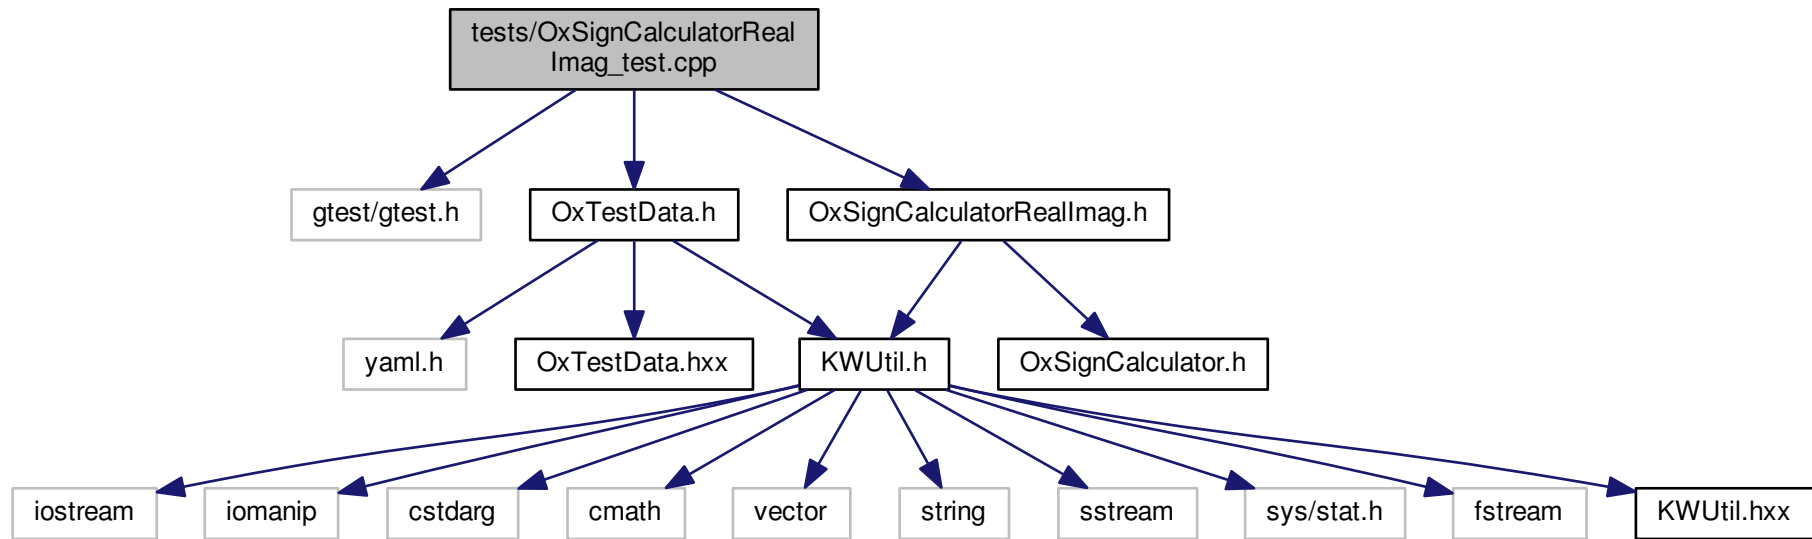 tests/OxSignCalculatorReal
Imag_test.cpp
gtest/gtest.h
OxTestData.h
OxSignCalculatorRealImag.h
yaml.h
OxTestData.hxx
KWUtil.h
OxSignCalculator.h
iostream
iomanip
cstdarg
cmath
vector
string
sstream
sys/stat.h
fstream
KWUtil.hxx